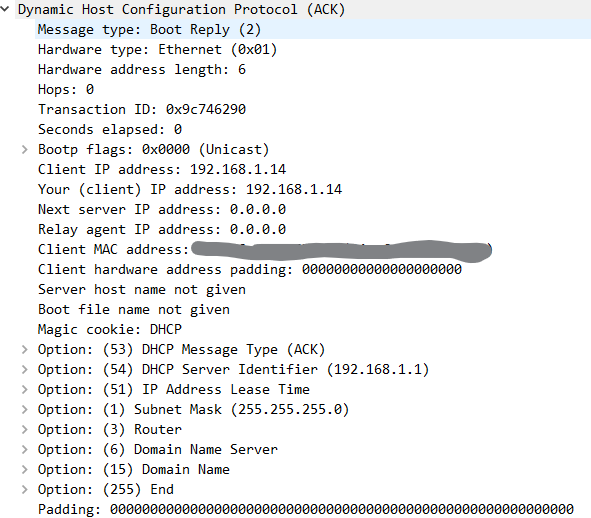 Dynamic Host Configuration Protocol (ACK)
Message type: Boot Reply (2)
Hardware type: Ethernet (0x01)
Hardware address length: 6
Hops: 0
Transaction ID: 0x9c746290
Seconds elapsed: 0
Bootp flags: 0x0000 (Unicast)
Client IP address: 192.168.1.14
Your (client) IP address: 192.168.1.14
Next server IP address: 0.0.0.0
Relay agent IP address: 0.0.0.0
Client MAC address:
Client hardware address padding: 00000000000000000000
Server host name not given
Boot file name not given
Magic cookie: DHCP
Option: (53) DHCP Message Type (ACK)
Option: (54) DHCP Server Identifier (192.168.1.1)
Option: (51) IP Address Lease Time
Option: (1) Subnet Mask (255.255.255.0)
Option: (3) Router
Option: (6) Domain Name Server
Option: (15) Domain Name
Option: (255) End
Padding: 0000000000000000000000000000000000000000000000000000000000